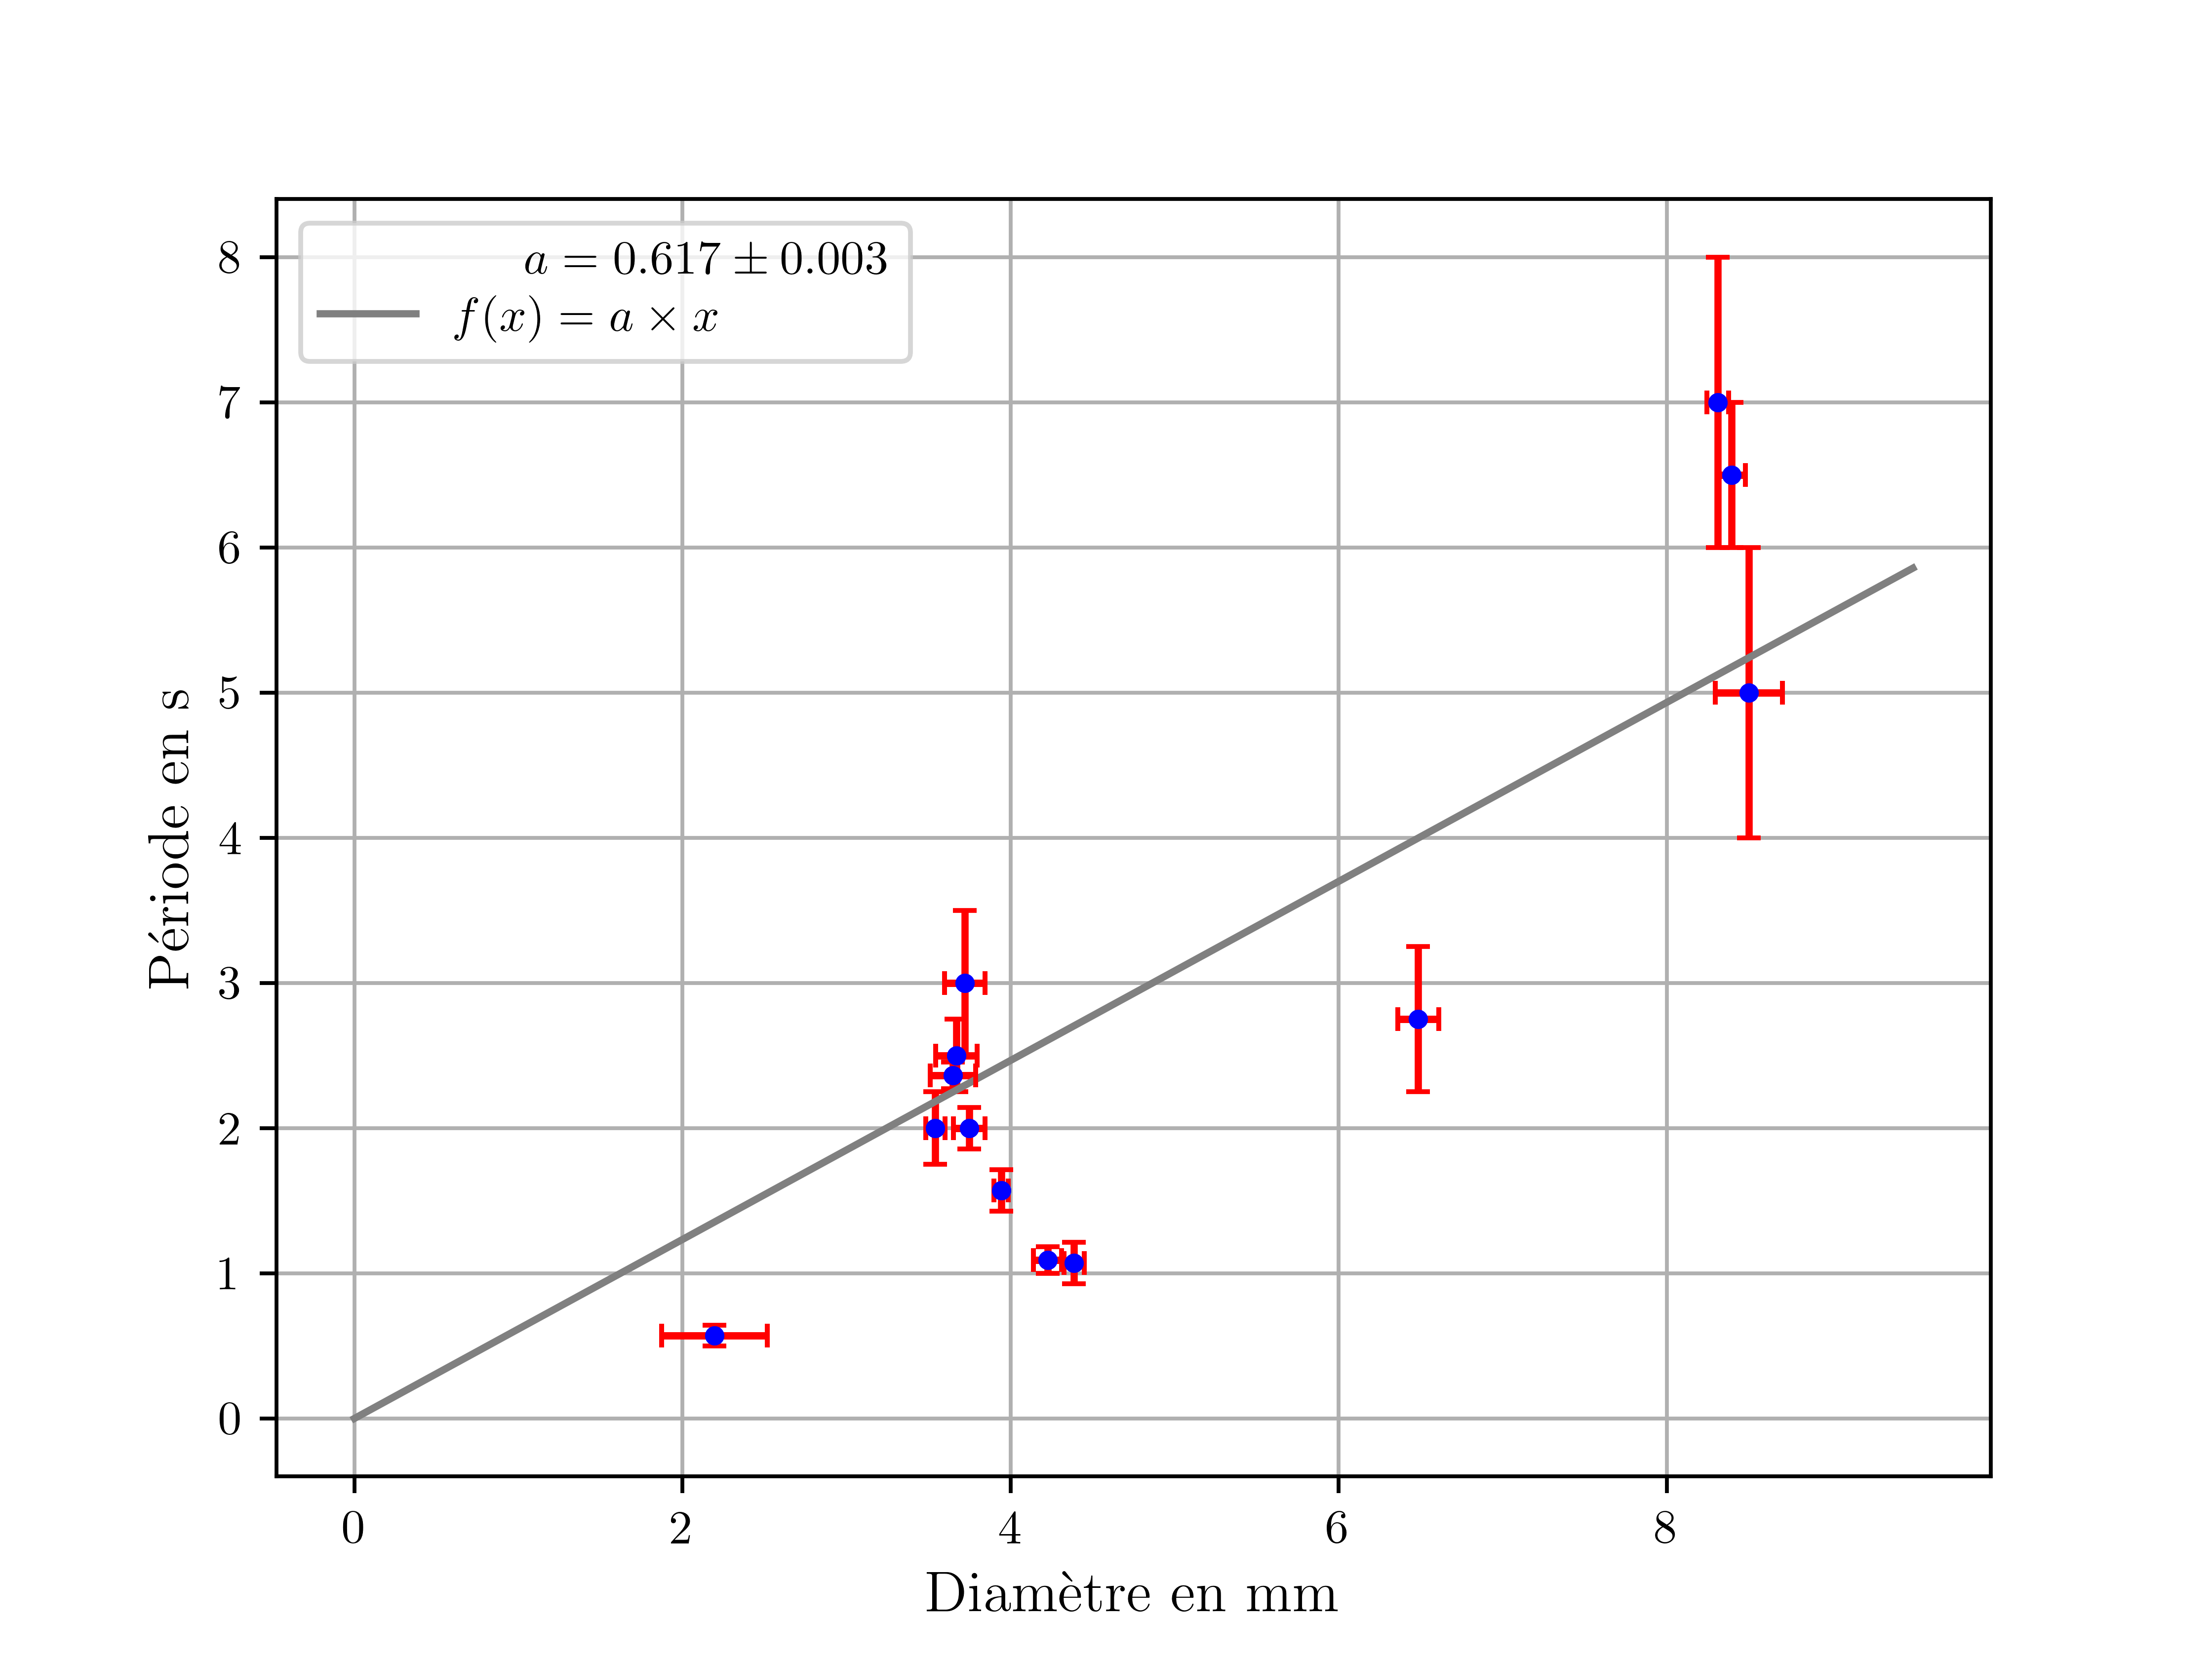 a = 0.617 ± 0.003
f(x) = a × x
8
7
6
5
4
3
2
1
0
Période en s
0 2 4 6 8
Diamètre en mm